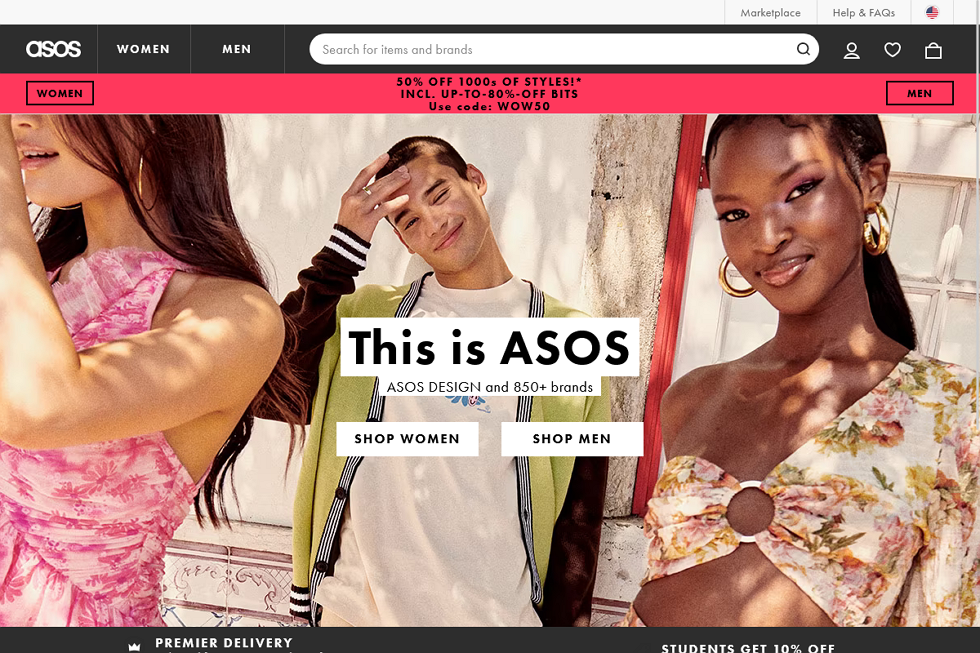 Marketplace
Help & FAQs
asos
WOMEN
MEN
Search for items and brands
WOMEN
50% OFF 1000s OF STYLES!*
INCL. UP-TO-80%-OFF BITS
Use code: WOW50
MEN
This is ASOS
ASOS DESIGN and 850+ brands
SHOP WOMEN
SHOP MEN
PREMIER DELIVERY
STUDENTS GET 10% OFF